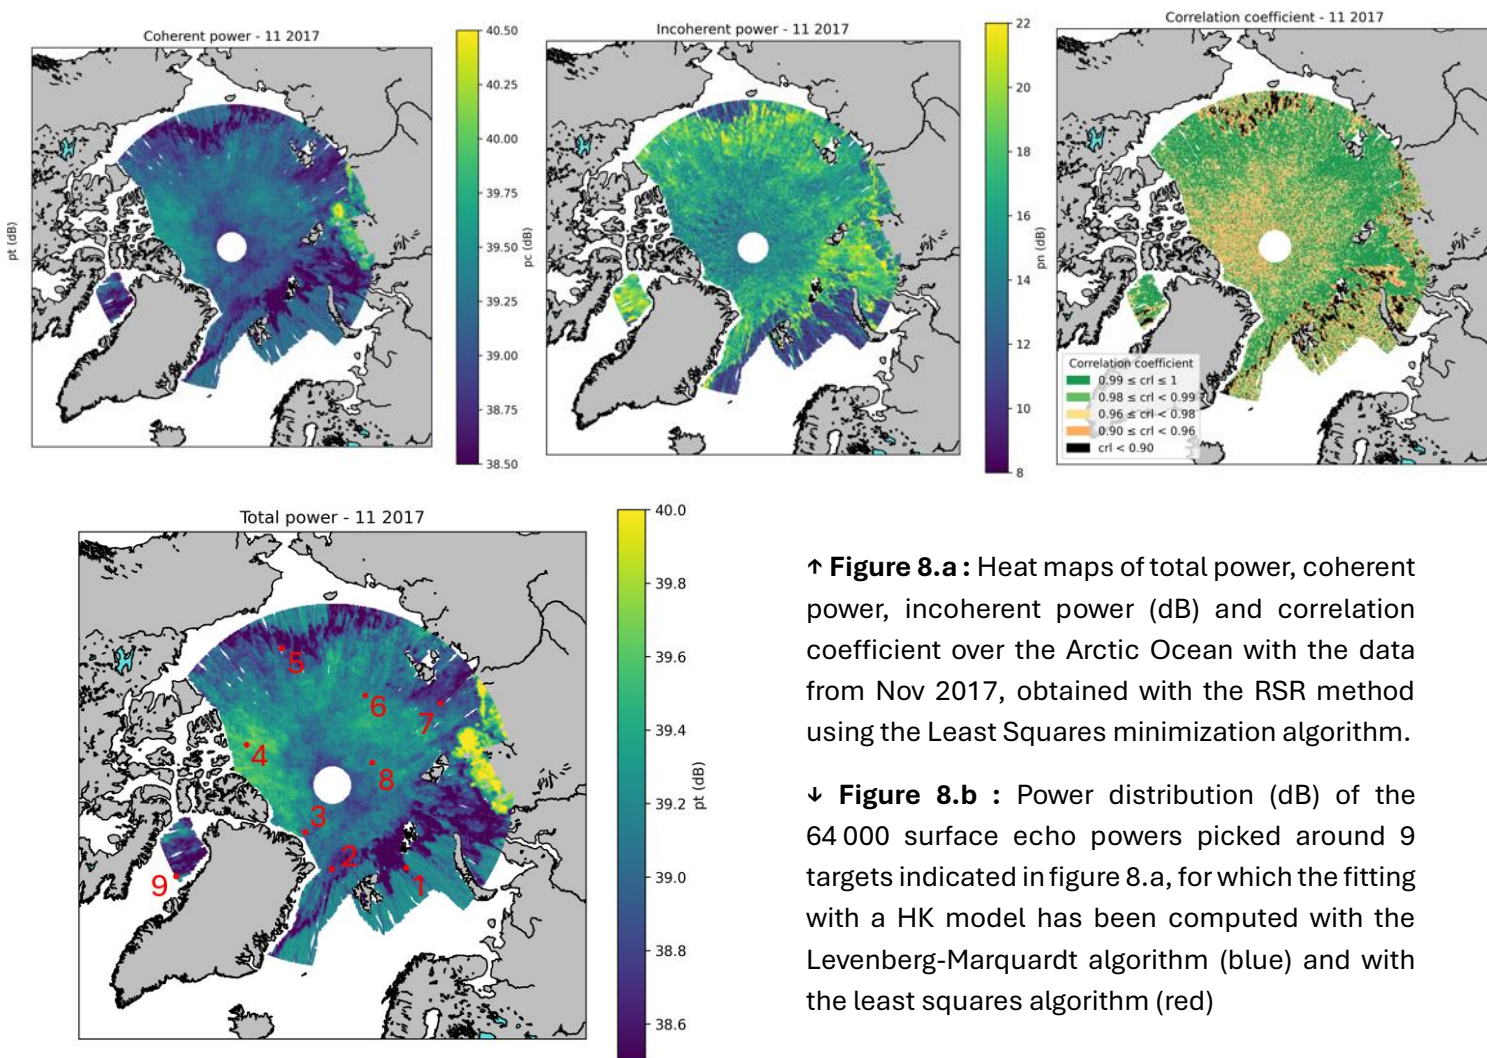 Coherent power - 11 2017
pt (dB)
40.50
40.25
40.00
39.75
39.50
39.25
39.00
38.75
38.50
pc (dB)
Incoherent power - 11 2017
22
20
18
16
14
12
10
8
pn (dB)
Correlation coefficient - 11 2017
Correlation coefficient
0.99 ≤ crl ≤ 1
0.98 ≤ crl < 0.99
0.96 ≤ crl < 0.98
0.90 ≤ crl < 0.96
crl < 0.90
Total power - 11 2017
5
6
7
4
8
3
2
1
9
40.0
39.8
39.6
39.4
39.2
39.0
38.8
38.6
pt (dB)
↑ Figure 8.a : Heat maps of total power, coherent
power, incoherent power (dB) and correlation
coefficient over the Arctic Ocean with the data
from Nov 2017, obtained with the RSR method
using the Least Squares minimization algorithm.
↓ Figure 8.b : Power distribution (dB) of the
64 000 surface echo powers picked around 9
targets indicated in figure 8.a, for which the fitting
with a HK model has been computed with the
Levenberg-Marquardt algorithm (blue) and with
the least squares algorithm (red)